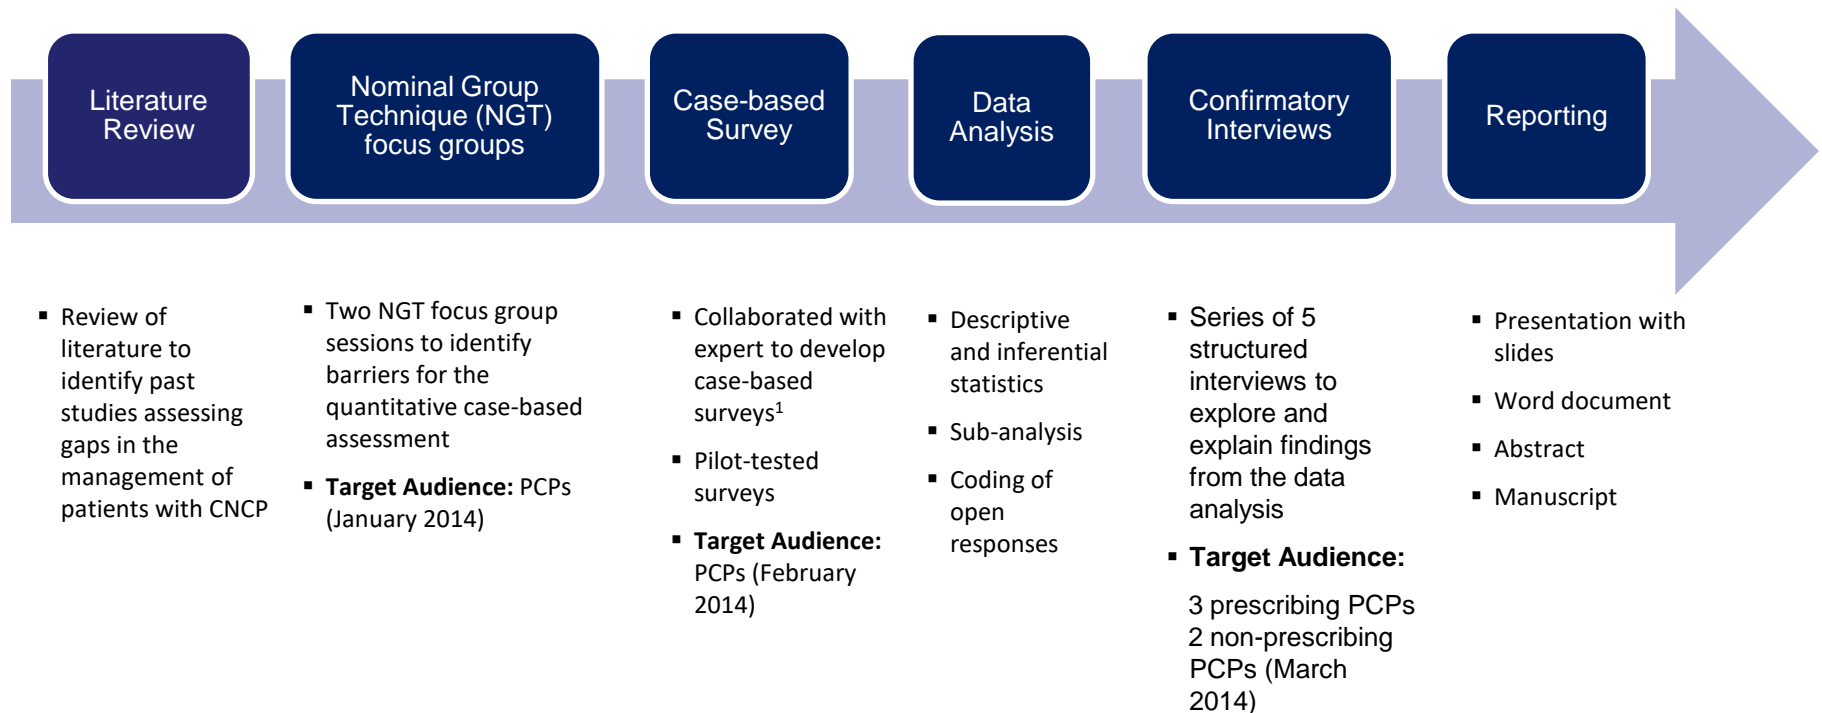 Literature
Review
Nominal Group
Technique (NGT)
focus groups
Case-based
Survey
Data
Analysis
Confirmatory
Interviews
Reporting
▪ Review of
literature to
identify past
studies assessing
gaps in the
management of
patients with CNCP
▪ Two NGT focus group
sessions to identify
barriers for the
quantitative case-based
assessment
▪ Target Audience: PCPs
(January 2014)
▪ Collaborated with
expert to develop
case-based
surveys¹
▪ Pilot-tested
surveys
▪ Target Audience:
PCPs (February
2014)
▪ Descriptive
and inferential
statistics
▪ Sub-analysis
▪ Coding of
open
responses
▪ Series of 5
structured
interviews to
explore and
explain findings
from the data
analysis
▪ Target Audience:
3 prescribing PCPs
2 non-prescribing
PCPs (March
2014)
▪ Presentation with
slides
▪ Word document
▪ Abstract
▪ Manuscript